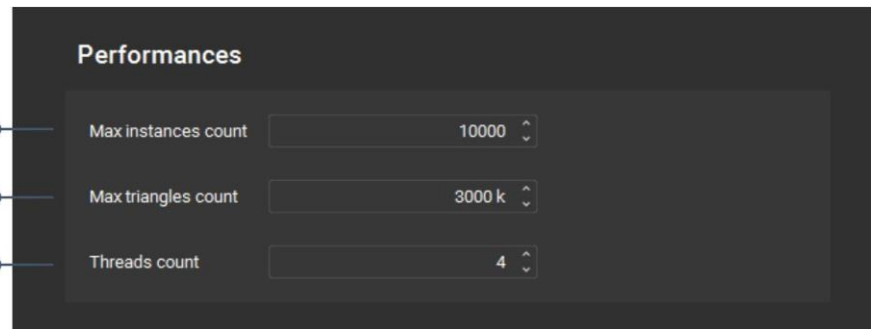 Performances
Max instances count 10000
Max triangles count 3000 k
Threads count 4